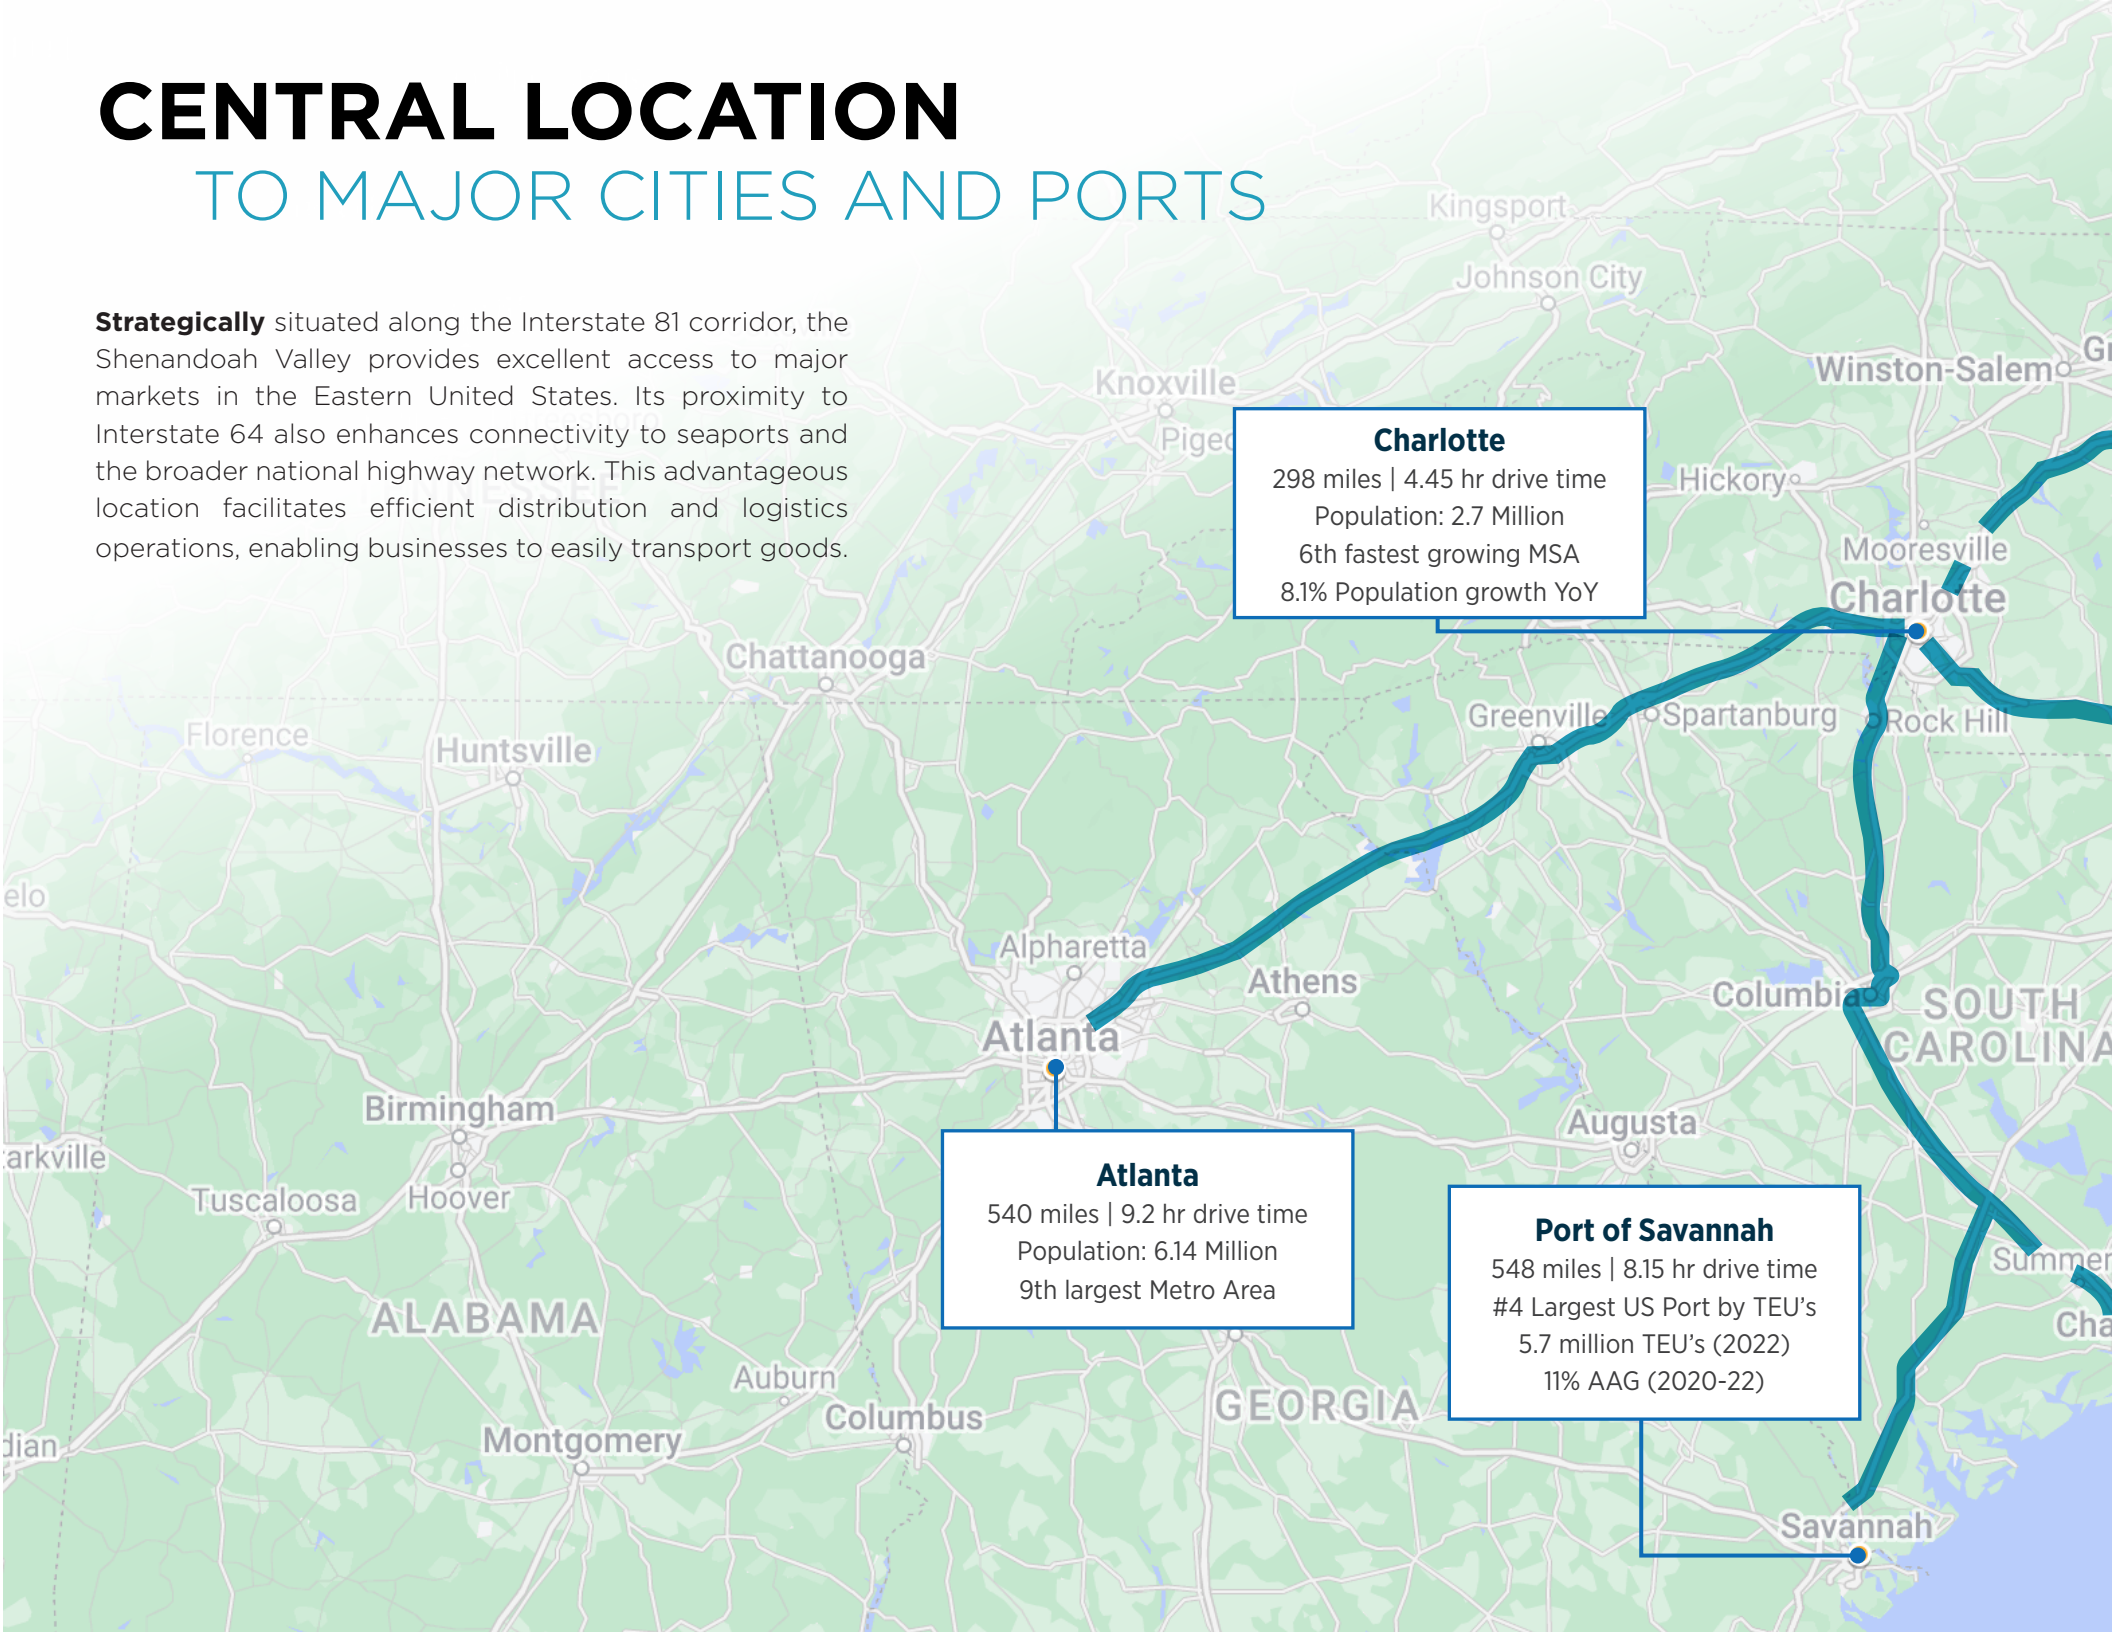 CENTRAL LOCATION
TO MAJOR CITIES AND PORTS
Strategically situated along the Interstate 81 corridor, the
Shenandoah Valley provides excellent access to major
markets in the Eastern United States. Its proximity to
Interstate 64 also enhances connectivity to seaports and
the broader national highway network. This advantageous
location facilitates efficient distribution and logistics
operations, enabling businesses to easily transport goods.
Kingsport
Johnson City
Knoxville
Pigeo
Winston-Salem
Gr
Charlotte
298 miles | 4.45 hr drive time
Population: 2.7 Million
6th fastest growing MSA
8.1% Population growth YoY
Hickory
Mooresville
Charlotte
Chattanooga
Greenville
Spartanburg
Rock Hill
Florence
Huntsville
elo
Alpharetta
Athens
Atlanta
Columbia
SOUTH
CAROLINA
Birmingham
Augusta
arkville
Tuscaloosa
Hoover
Atlanta
540 miles | 9.2 hr drive time
Population: 6.14 Million
9th largest Metro Area
Port of Savannah
548 miles | 8.15 hr drive time
#4 Largest US Port by TEU's
5.7 million TEU's (2022)
11% AAG (2020-22)
Summer
Cha
ALABAMA
Auburn
Columbus
GEORGIA
Montgomery
dian
Savannah